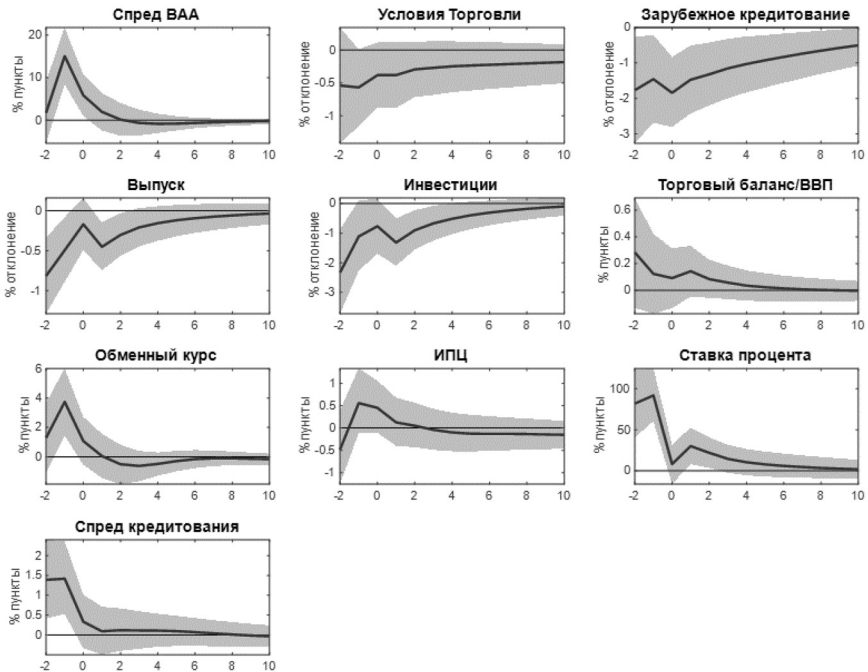 Спред BAA
% пункты
20
10
0
-2 0 2 4 6 8 10
Условия Торговли
% отклонение
0
-0.5
-1
-2 0 2 4 6 8 10
Зарубежное кредитование
% отклонение
0
-1
-2
-3
-2 0 2 4 6 8 10
Выпуск
% отклонение
0
-0.5
-1
-2 0 2 4 6 8 10
Инвестиции
% отклонение
0
-1
-2
-3
-2 0 2 4 6 8 10
Торговый баланс/ВВП
% пункты
0.6
0.4
0.2
0
-2 0 2 4 6 8 10
Обменный курс
% пункты
6
4
2
0
-2 0 2 4 6 8 10
ИПЦ
% пункты
1
0.5
0
-0.5
-1
-2 0 2 4 6 8 10
Ставка процента
% пункты
100
50
0
-2 0 2 4 6 8 10
Спред кредитования
% пункты
2
1.5
1
0.5
0
-2 0 2 4 6 8 10